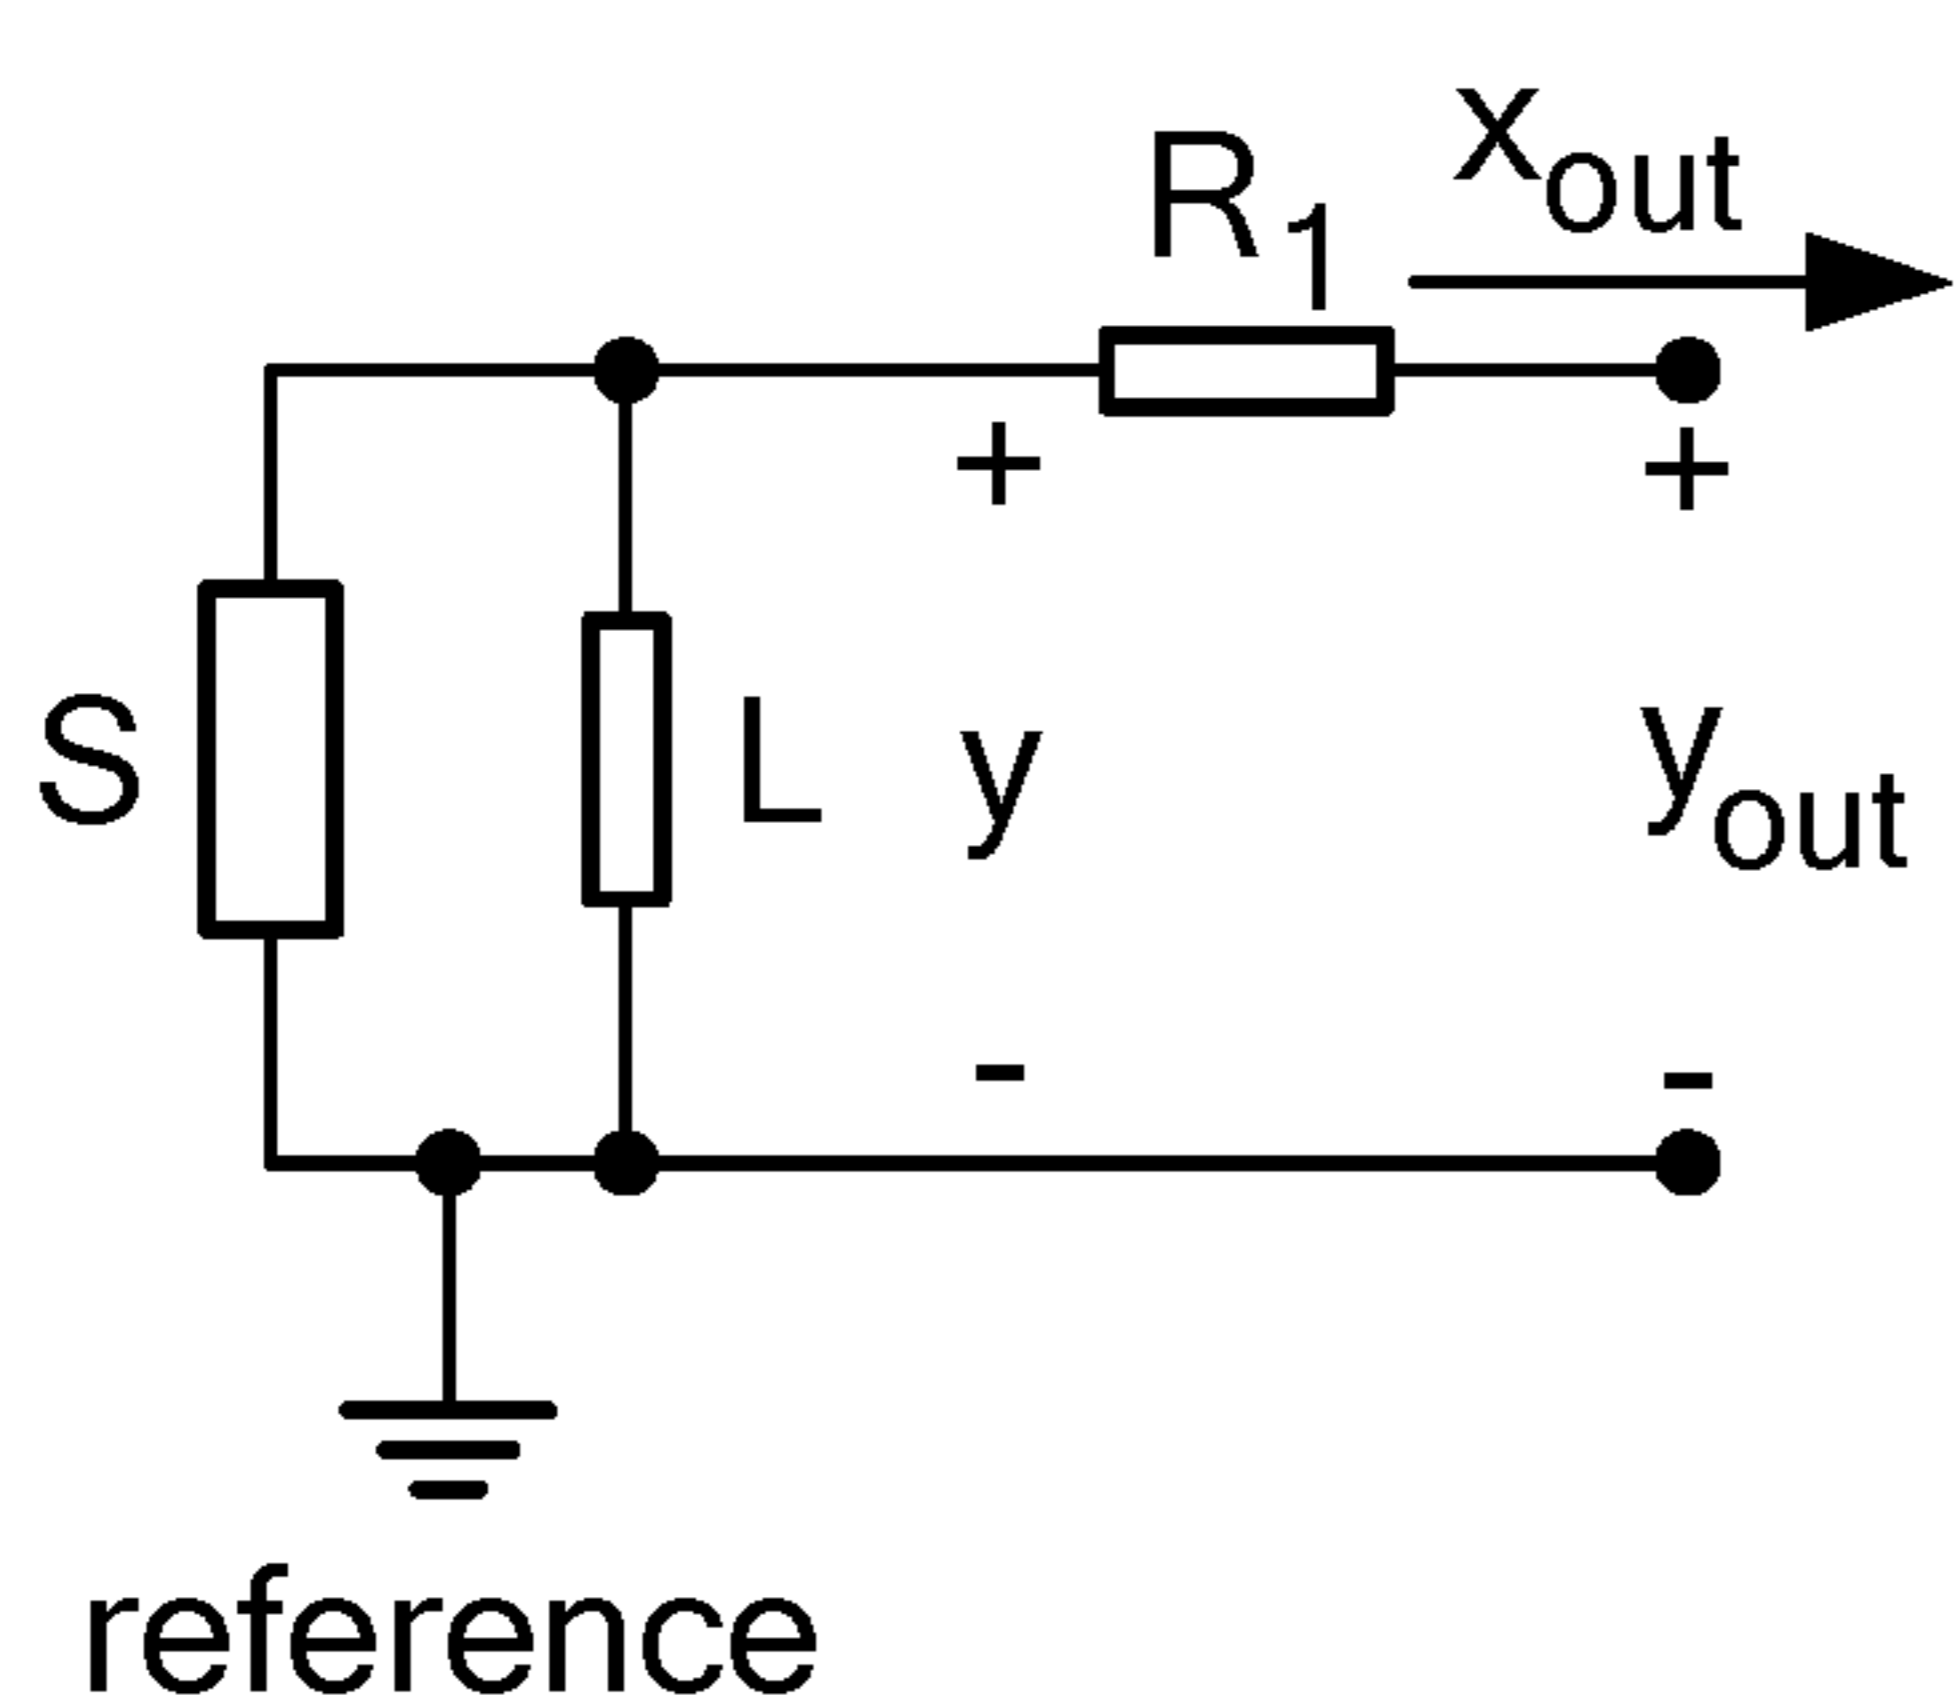 x_out
R_1
+ +
S L y y_out
- -
reference